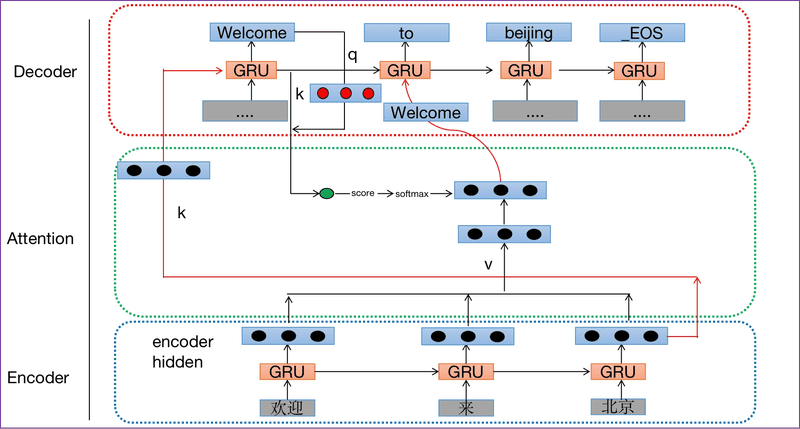 Welcome
to
beijing
_EOS
q
Decoder
GRU
GRU
GRU
GRU
k
....
Welcome
....
....
score
softmax
k
Attention
v
encoder
hidden
Encoder
GRU
GRU
GRU
欢迎
来
北京